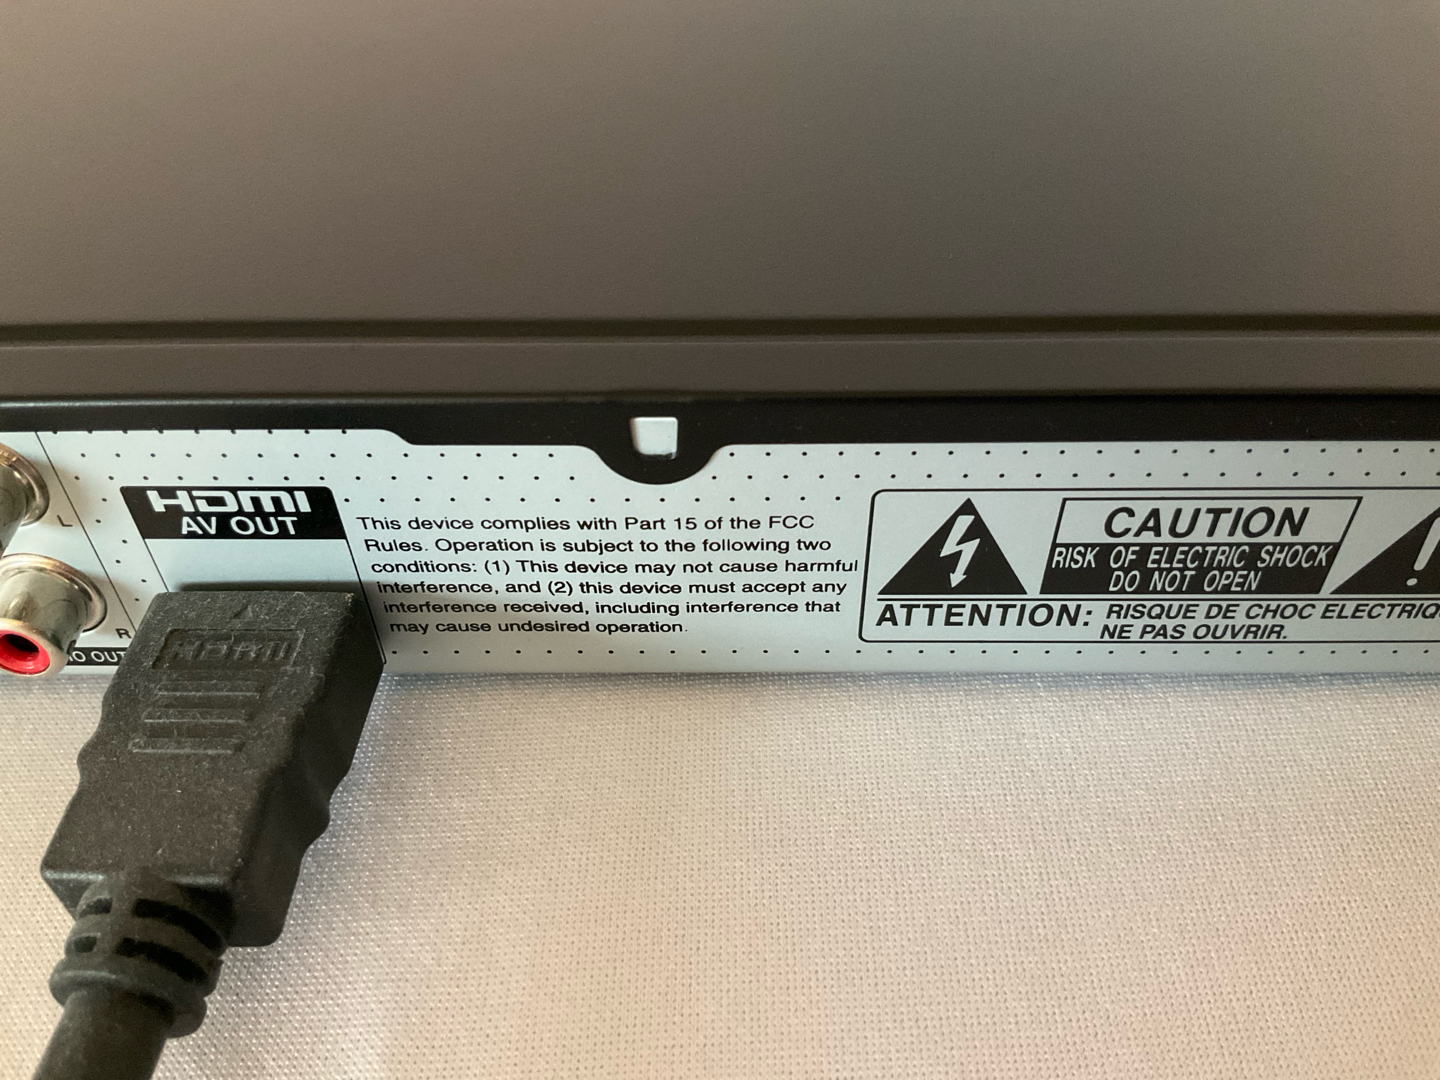 L
R
HDMI
AV OUT
HDMI
This device complies with Part 15 of the FCC
Rules. Operation is subject to the following two
conditions: (1) This device may not cause harmful
interference, and (2) this device must accept any
interference received, including interference that
may cause undesired operation.
CAUTION
RISK OF ELECTRIC SHOCK
DO NOT OPEN
ATTENTION: RISQUE DE CHOC
NE PAS OUVRIR.